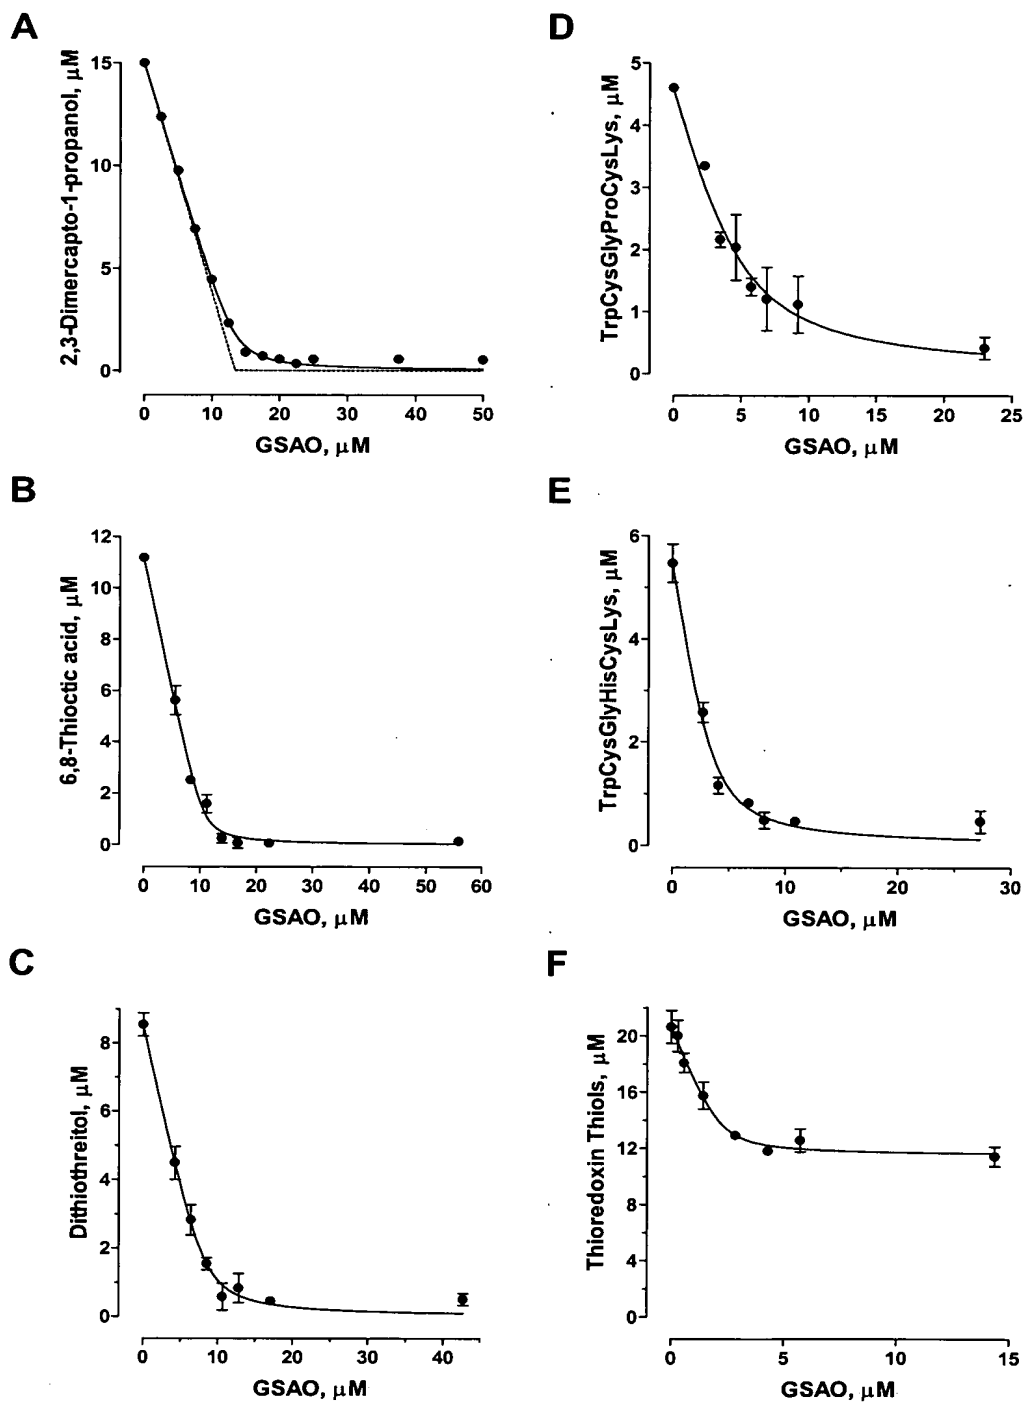 A
2,3-Dimercapto-1-propanol, μM
15
10
5
0
0 10 20 30 40 50
GSAO, μM
B
6,8-Thioctic acid, μM
12
10
8
6
4
2
0
0 10 20 30 40 50 60
GSAO, μM
C
Dithiothreitol, μM
8
6
4
2
0
0 10 20 30 40
GSAO, μM
D
TrpCysGlyProCysLys, μM
5
4
3
2
1
0
0 5 10 15 20 25
GSAO, μM
E
TrpCysGlyHisCysLys, μM
6
4
2
0
0 10 20 30
GSAO, μM
F
Thioredoxin Thiols, μM
20
16
12
8
4
0
0 5 10 15
GSAO, μM